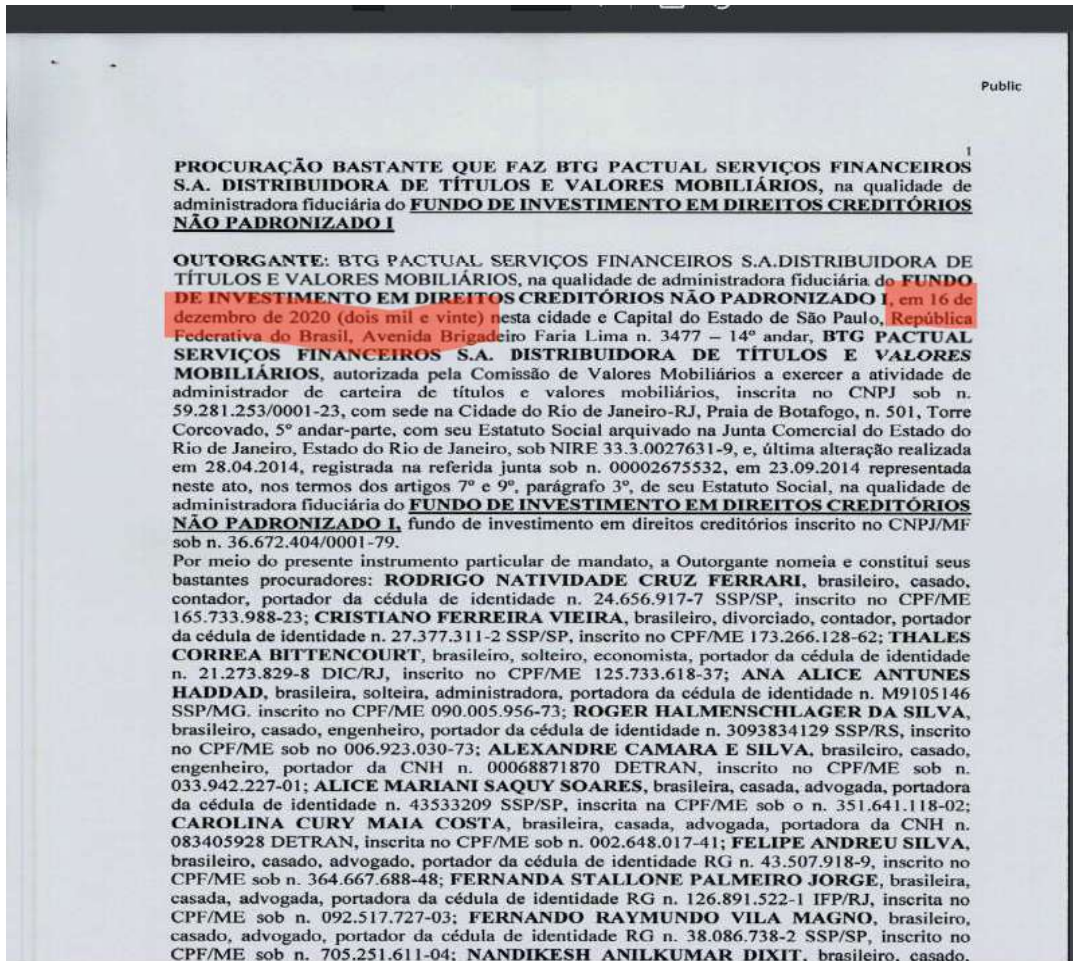 Public
1
PROCURAÇÃO BASTANTE QUE FAZ BTG PACTUAL SERVIÇOS FINANCEIROS
S.A. DISTRIBUIDORA DE TÍTULOS E VALORES MOBILIÁRIOS, na qualidade de
administradora fiduciária do FUNDO DE INVESTIMENTO EM DIREITOS CREDITÓRIOS
NÃO PADRONIZADO I
OUTORGANTE: BTG PACTUAL SERVIÇOS FINANCEIROS S.A.DISTRIBUIDORA DE
TÍTULOS E VALORES MOBILIÁRIOS, na qualidade de administradora fiduciária do FUNDO
DE INVESTIMENTO EM DIREITOS CREDITÓRIOS NÃO PADRONIZADO I, em 16 de
dezembro de 2020 (dois mil e vinte) nesta cidade e Capital do Estado de São Paulo, República
Federativa do Brasil, Avenida Brigadeiro Faria Lima n. 3477 – 14º andar, BTG PACTUAL
SERVIÇOS FINANCEIROS S.A. DISTRIBUIDORA DE TÍTULOS E VALORES
MOBILIÁRIOS, autorizada pela Comissão de Valores Mobiliários a exercer a atividade de
administrador de carteira de títulos e valores mobiliários, inscrita no CNPJ sob n.
59.281.253/0001-23, com sede na Cidade do Rio de Janeiro-RJ, Praia de Botafogo, n. 501, Torre
Corcovado, 5º andar-parte, com seu Estatuto Social arquivado na Junta Comercial do Estado do
Rio de Janeiro, Estado do Rio de Janeiro, sob NIRE 33.3.0027631-9, e, última alteração realizada
em 28.04.2014, registrada na referida junta sob n. 00002675532, em 23.09.2014 representada
neste ato, nos termos dos artigos 7º e 9º, parágrafo 3º, de seu Estatuto Social, na qualidade de
administradora fiduciária do FUNDO DE INVESTIMENTO EM DIREITOS CREDITÓRIOS
NÃO PADRONIZADO I, fundo de investimento em direitos creditórios inscrito no CNPJ/MF
sob n. 36.672.404/0001-79.
Por meio do presente instrumento particular de mandato, a Outorgante nomeia e constitui seus
bastantes procuradores: RODRIGO NATIVIDADE CRUZ FERRARI, brasileiro, casado,
contador, portador da cédula de identidade n. 24.656.917-7 SSP/SP, inscrito no CPF/ME
165.733.988-23; CRISTIANO FERREIRA VIEIRA, brasileiro, divorciado, contador, portador
da cédula de identidade n. 27.377.311-2 SSP/SP, inscrito no CPF/ME 173.266.128-62; THALES
CORREA BITTENCOURT, brasileiro, solteiro, economista, portador da cédula de identidade
n. 21.273.829-8 DIC/RJ, inscrito no CPF/ME 125.733.618-37; ANA ALICE ANTUNES
HADDAD, brasileira, solteira, administradora, portadora da cédula de identidade n. M9105146
SSP/MG. inscrito no CPF/ME 090.005.956-73; ROGER HALMENSCHLAGER DA SILVA,
brasileiro, casado, engenheiro, portador da cédula de identidade n. 3093834129 SSP/RS, inscrito
no CPF/ME sob no 006.923.030-73; ALEXANDRE CAMARA E SILVA, brasileiro, casado,
engenheiro, portador da CNH n. 00068871870 DETRAN, inscrito no CPF/ME sob n.
033.942.227-01; ALICE MARIANI SAQUY SOARES, brasileira, casada, advogada, portadora
da cédula de identidade n. 43533209 SSP/SP, inscrita na CPF/ME sob o n. 351.641.118-02;
CAROLINA CURY MAIA COSTA, brasileira, casada, advogada, portadora da CNH n.
083405928 DETRAN, inscrita no CPF/ME sob n. 002.648.017-41; FELIPE ANDREU SILVA,
brasileiro, casado, advogado, portador da cédula de identidade RG n. 43.507.918-9, inscrito no
CPF/ME sob n. 364.667.688-48; FERNANDA STALLONE PALMEIRO JORGE, brasileira,
casada, advogada, portadora da cédula de identidade RG n. 126.891.522-1 IFP/RJ, inscrita no
CPF/ME sob n. 092.517.727-03; FERNANDO RAYMUNDO VILA MAGNO, brasileiro,
casado, advogado, portador da cédula de identidade RG n. 38.086.738-2 SSP/SP, inscrito no
CPF/ME sob n. 705.251.611-04; NANDIKESH ANILKUMAR DIXIT, brasileiro, casado,